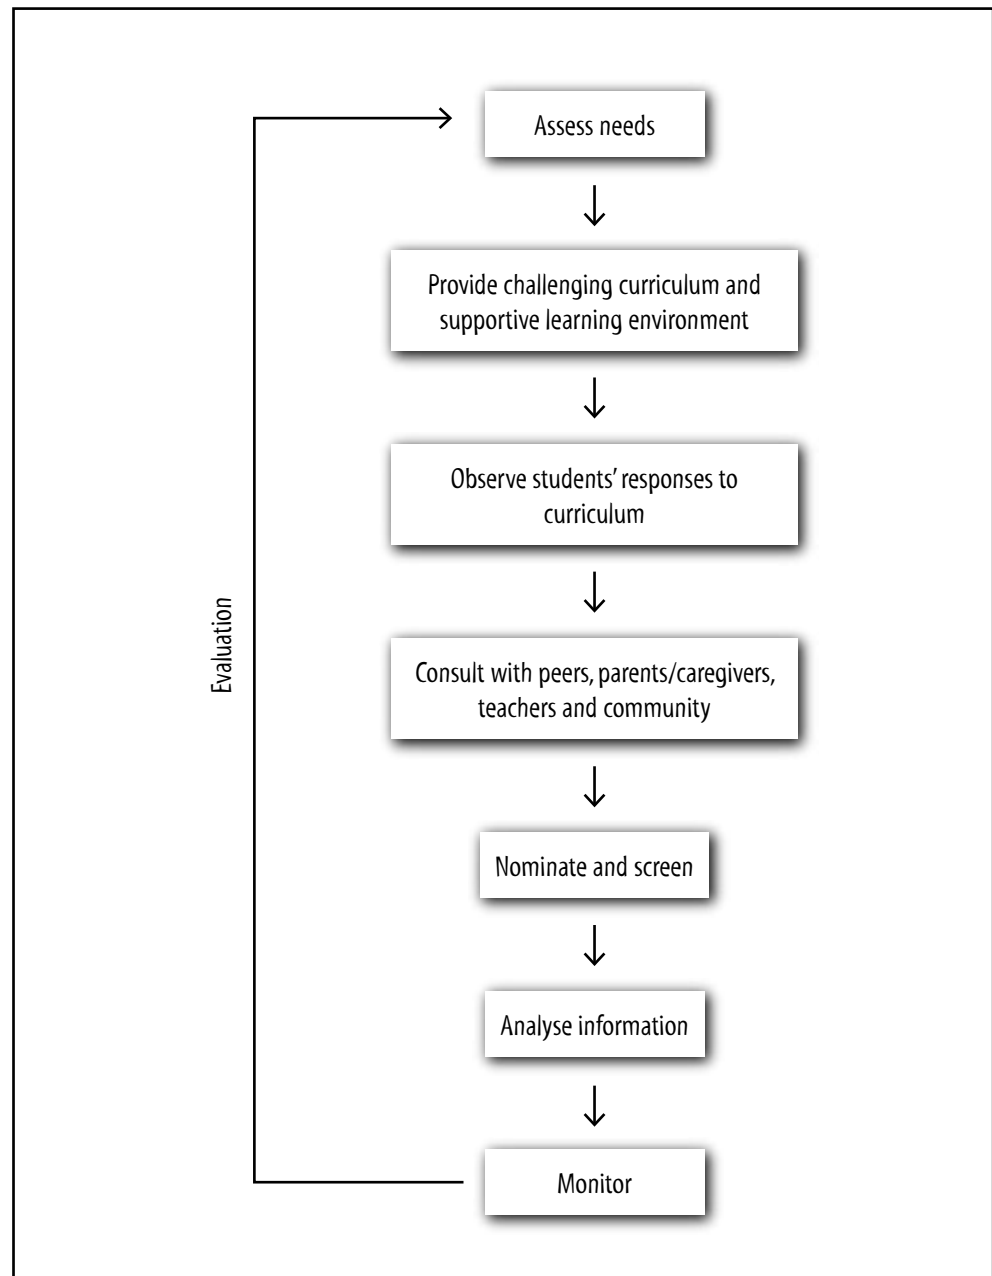 Assess needs
Provide challenging curriculum and
supportive learning environment
Observe students' responses to
curriculum
Consult with peers, parents/caregivers,
teachers and community
Nominate and screen
Analyse information
Monitor
Evaluation